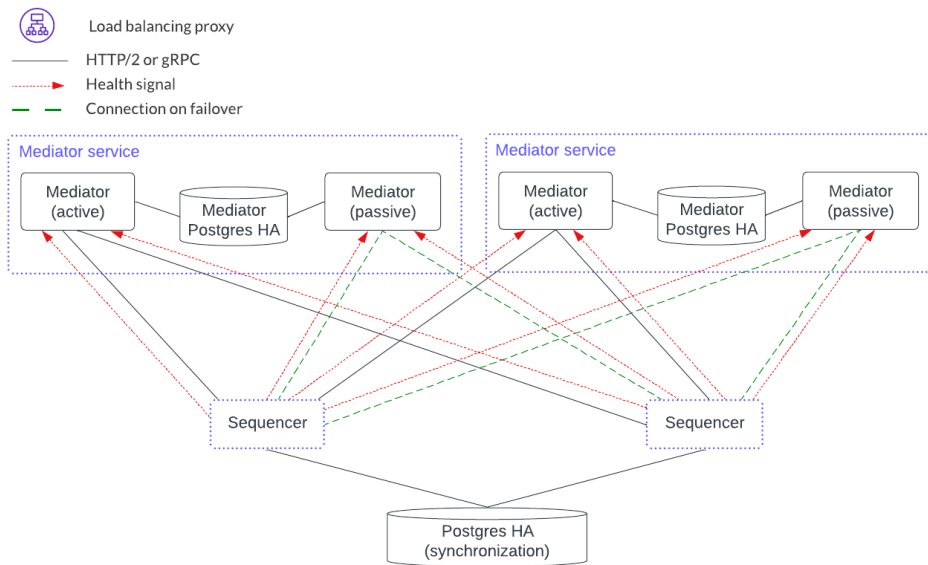 Load balancing proxy
HTTP/2 or gRPC
Health signal
Connection on failover
Mediator service
Mediator
(active)
Mediator
Postgres HA
Mediator
(passive)
Mediator service
Mediator
(active)
Mediator
Postgres HA
Mediator
(passive)
Sequencer
Sequencer
Postgres HA
(synchronization)